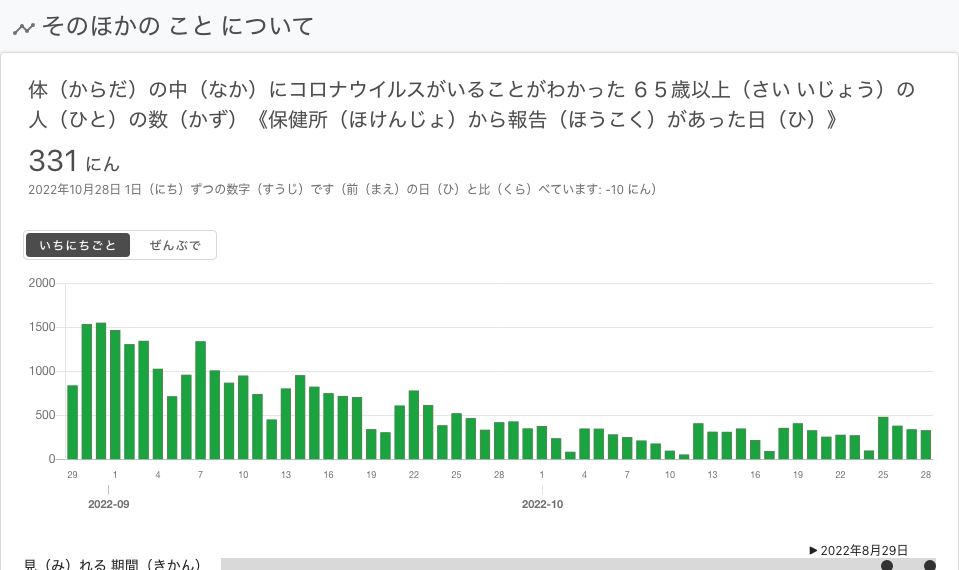 そのほかの こと について
体（からだ）の中（なか）にコロナウイルスがいることがわかった ６５歳以上（さい いじょう）の
人（ひと）の数（かず）《保健所（ほけんじょ）から報告（ほうこく）があった日（ひ）》
331 にん
2022年10月28日 1日（にち）ずつの数字（すうじ）です（前（まえ）の日（ひ）と比（くら）べています: -10 にん）
いちにちごと ぜんぶで
2000
1500
1000
500
0
29 1 4 7 10 13 16 19 22 25 28 1 4 7 10 13 16 19 22 25 28
2022-09 2022-10
▶2022年8月29日
見（み）れる 期間（きかん）